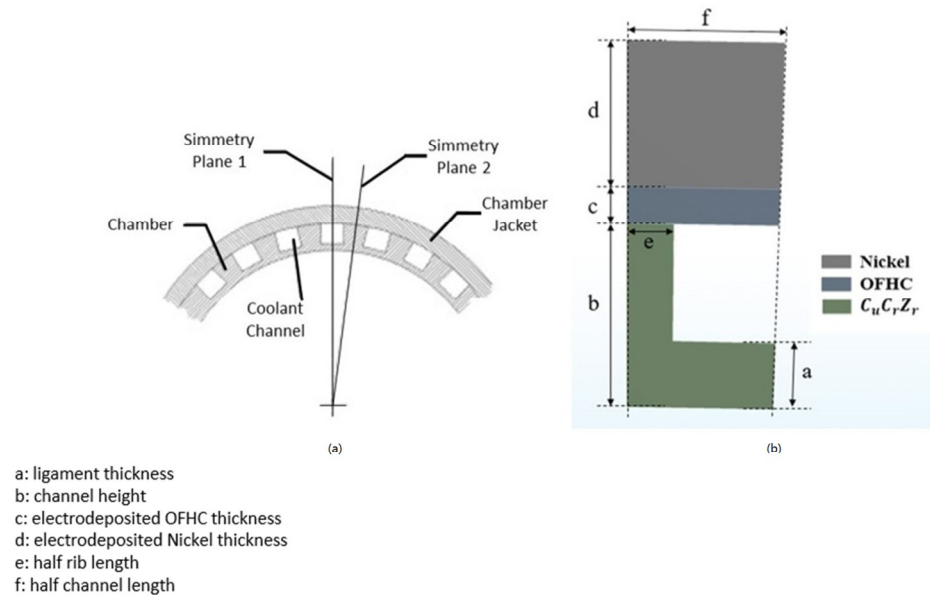 Simmetry
Plane 1
Simmetry
Plane 2
Chamber
Chamber
Jacket
Coolant
Channel
(a)
f
d
c
e
b
a
Nickel
OFHC
CuCrZr
(b)
a: ligament thickness
b: channel height
c: electrodeposited OFHC thickness
d: electrodeposited Nickel thickness
e: half rib length
f: half channel length